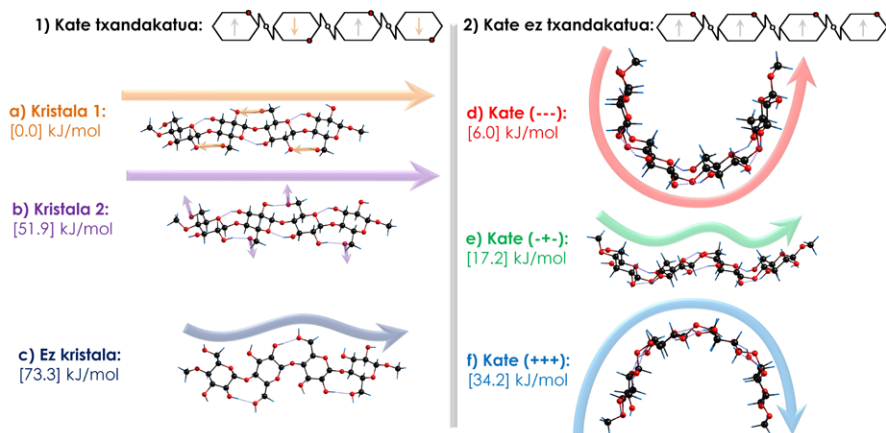 1) Kate txandakatua:
a) Kristala 1:
[0.0] kJ/mol
b) Kristala 2:
[51.9] kJ/mol
c) Ez kristala:
[73.3] kJ/mol
2) Kate ez txandakatua:
d) Kate (---)
[6.0] kJ/mol
e) Kate (-+-)
[17.2] kJ/mol
f) Kate (+++)
[34.2] kJ/mol